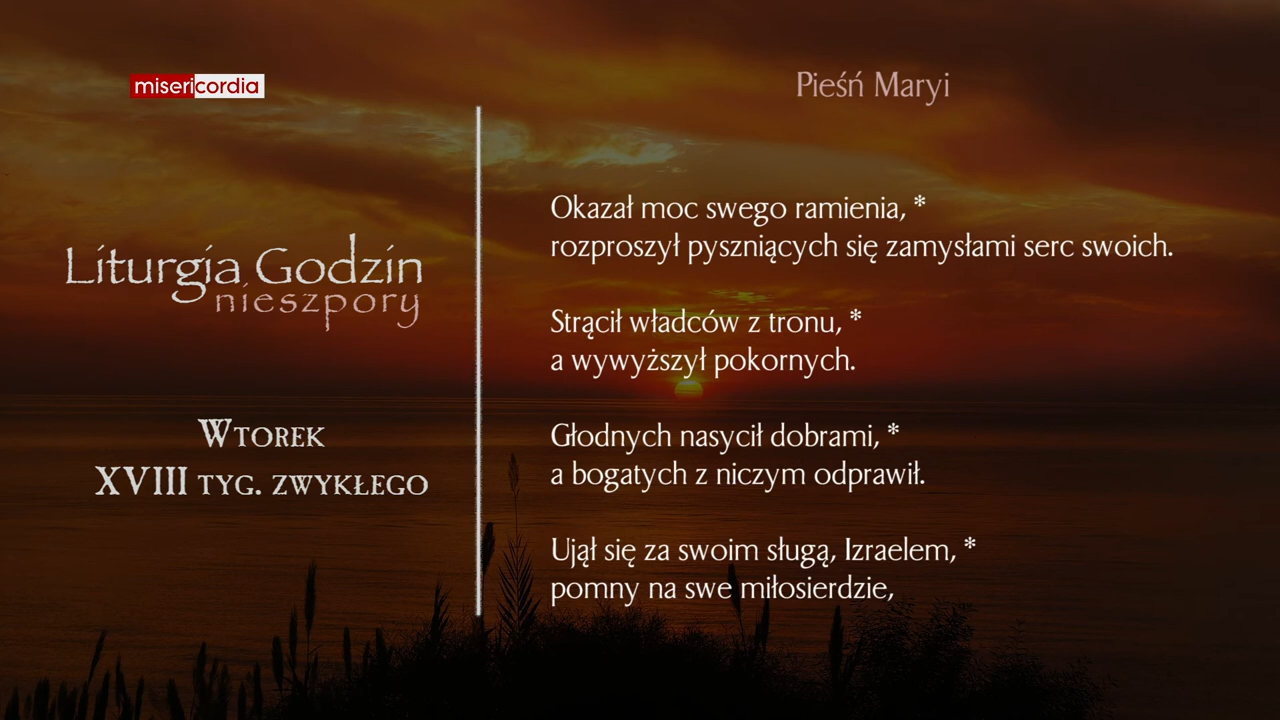 misericordia
Pieśń Maryi
Liturgia Godzin
nieszpory
Wtorek
XVIII tyg. zwykłego
Okazał moc swego ramienia, *
rozproszył pyszniących się zamysłami serc swoich.
Strącił władców z tronu, *
a wywyższył pokornych.
Głodnych nasycił dobrami, *
a bogatych z niczym odprawił.
Ujął się za swoim sługą, Izraelem, *
pomny na swe miłosierdzie,